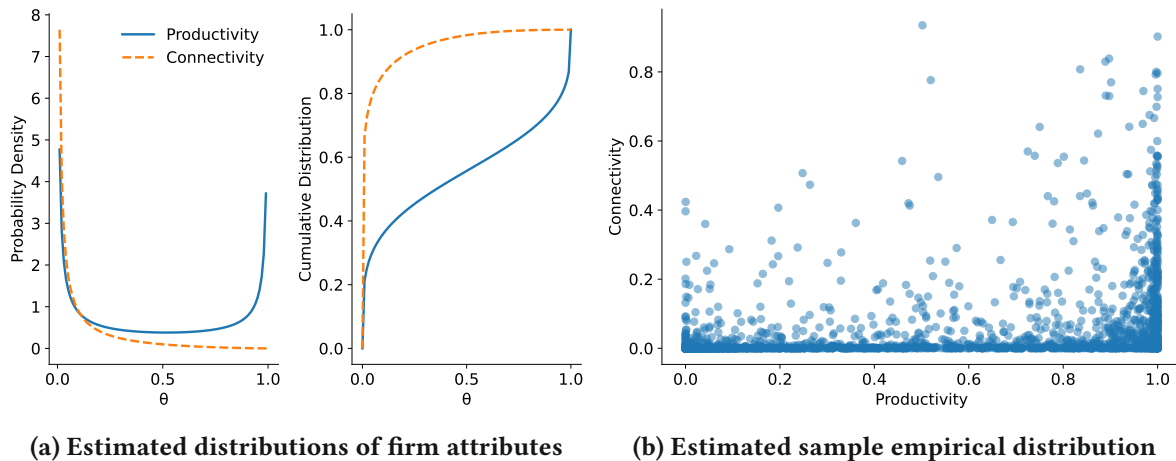 Probability Density
8
7
6
5
4
3
2
1
0
0.0 0.5 1.0
θ
Productivity
Connectivity
Cumulative Distribution
1.0
0.8
0.6
0.4
0.2
0.0
0.0 0.5 1.0
θ
(a) Estimated distributions of firm attributes
Connectivity
0.8
0.6
0.4
0.2
0.0
0.0 0.2 0.4 0.6 0.8 1.0
Productivity
(b) Estimated sample empirical distribution